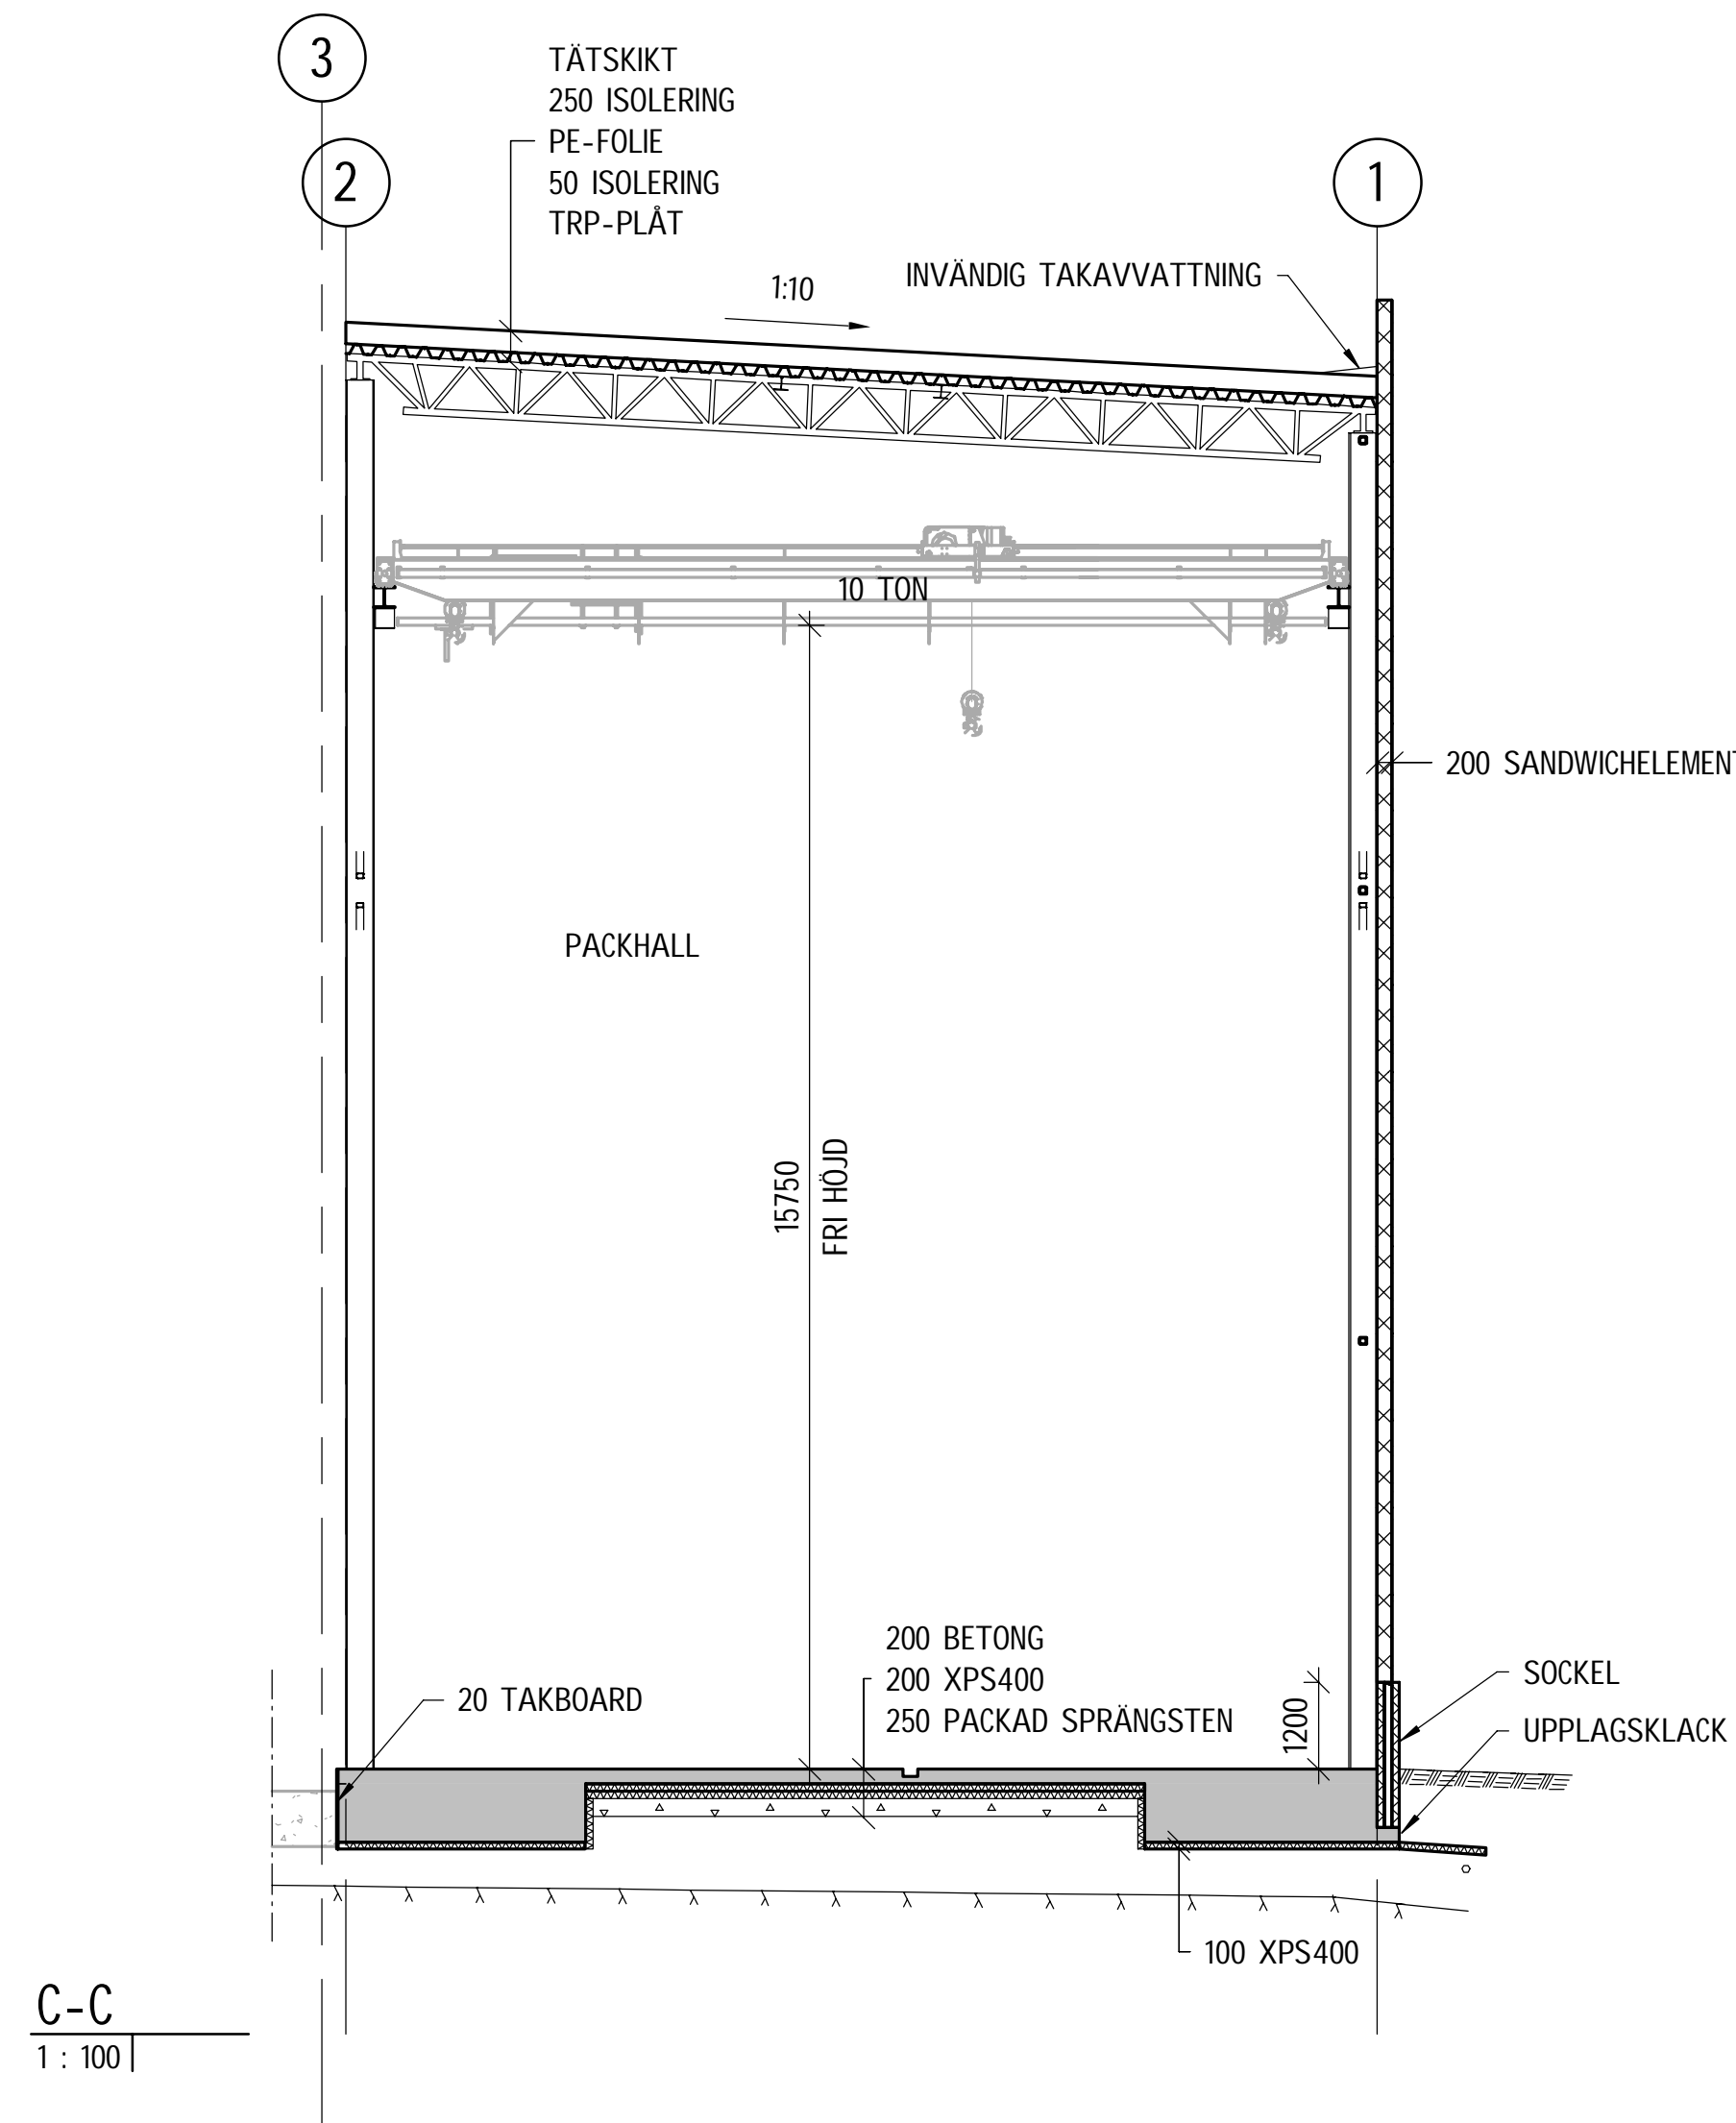 3
TÄTSKIKT
250 ISOLERING
PE-FOLIE
50 ISOLERING
TRP-PLÅT
2
1
INVÄNDIG TAKAVVATTNING
1:10
10 TON
200 SANDWICHELEMENT
PACKHALL
15750
FRI HÖJD
200 BETONG
200 XPS400
250 PACKAD SPRÄNGSTEN
20 TAKBOARD
1200
SOCKEL
UPPLAGSKLACK
100 XPS400
C-C
1 : 100